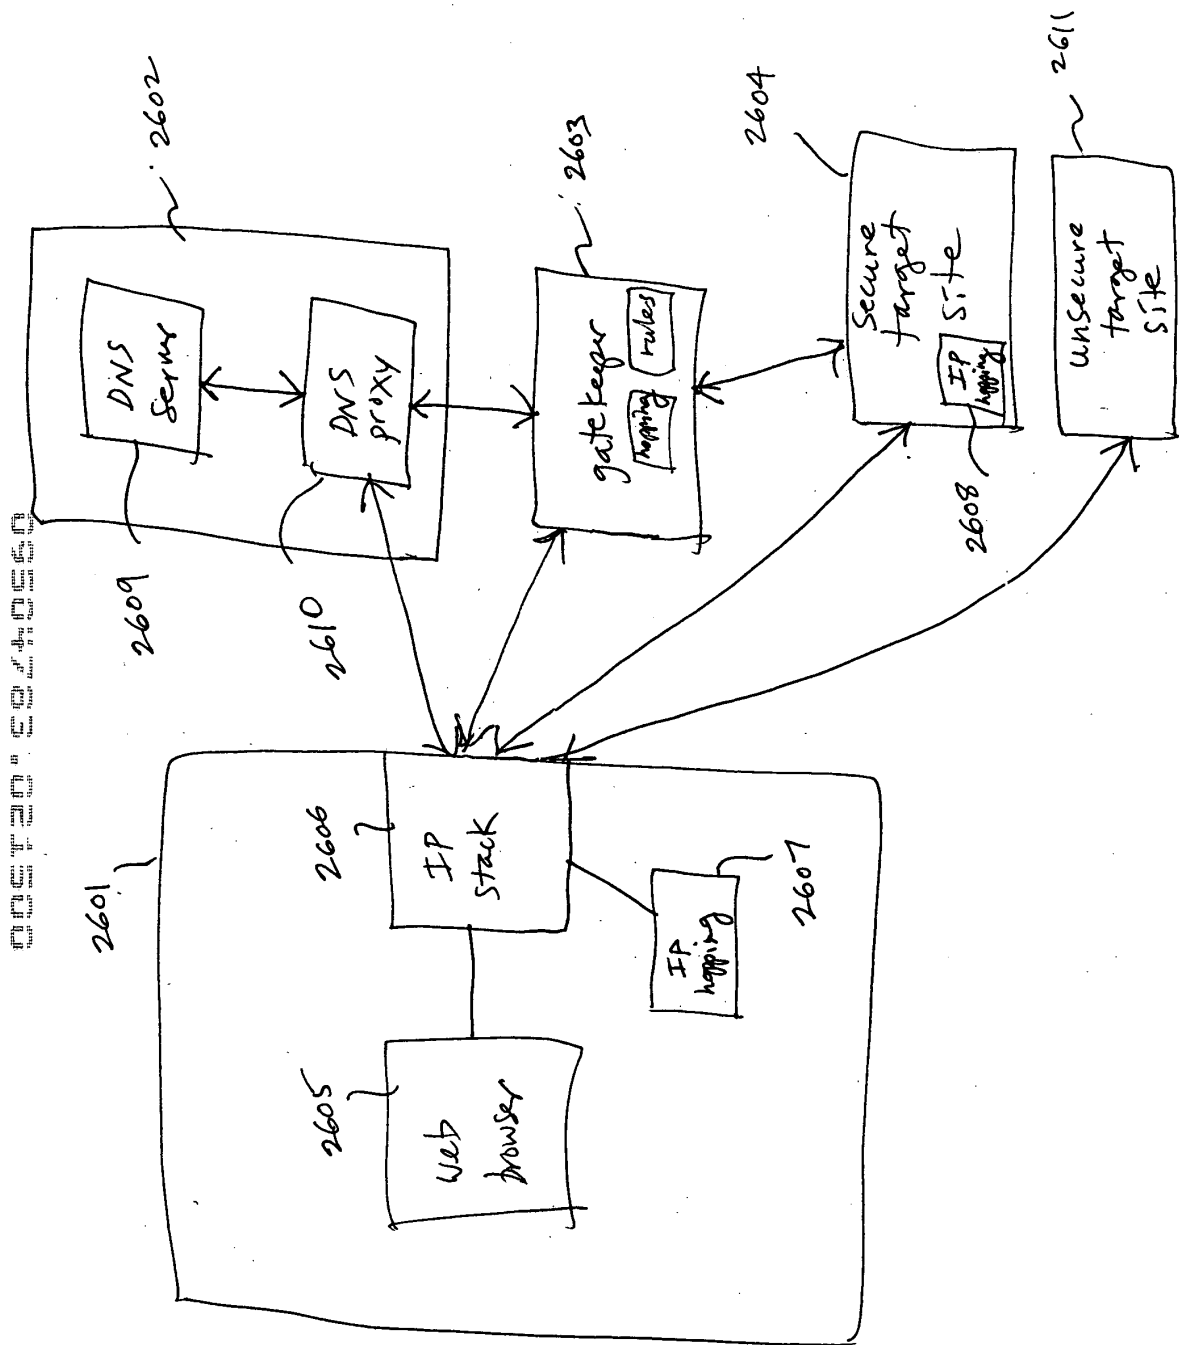 2602
DNS
Server
2609
DNS
proxy
2610
2603
gatekeeper
hopping
rules
2604
secure
target
site
IP
hopping
2608
2611
unsecure
target
site
2601
2606
IP
stack
IP
hopping
2607
2605
web
browser